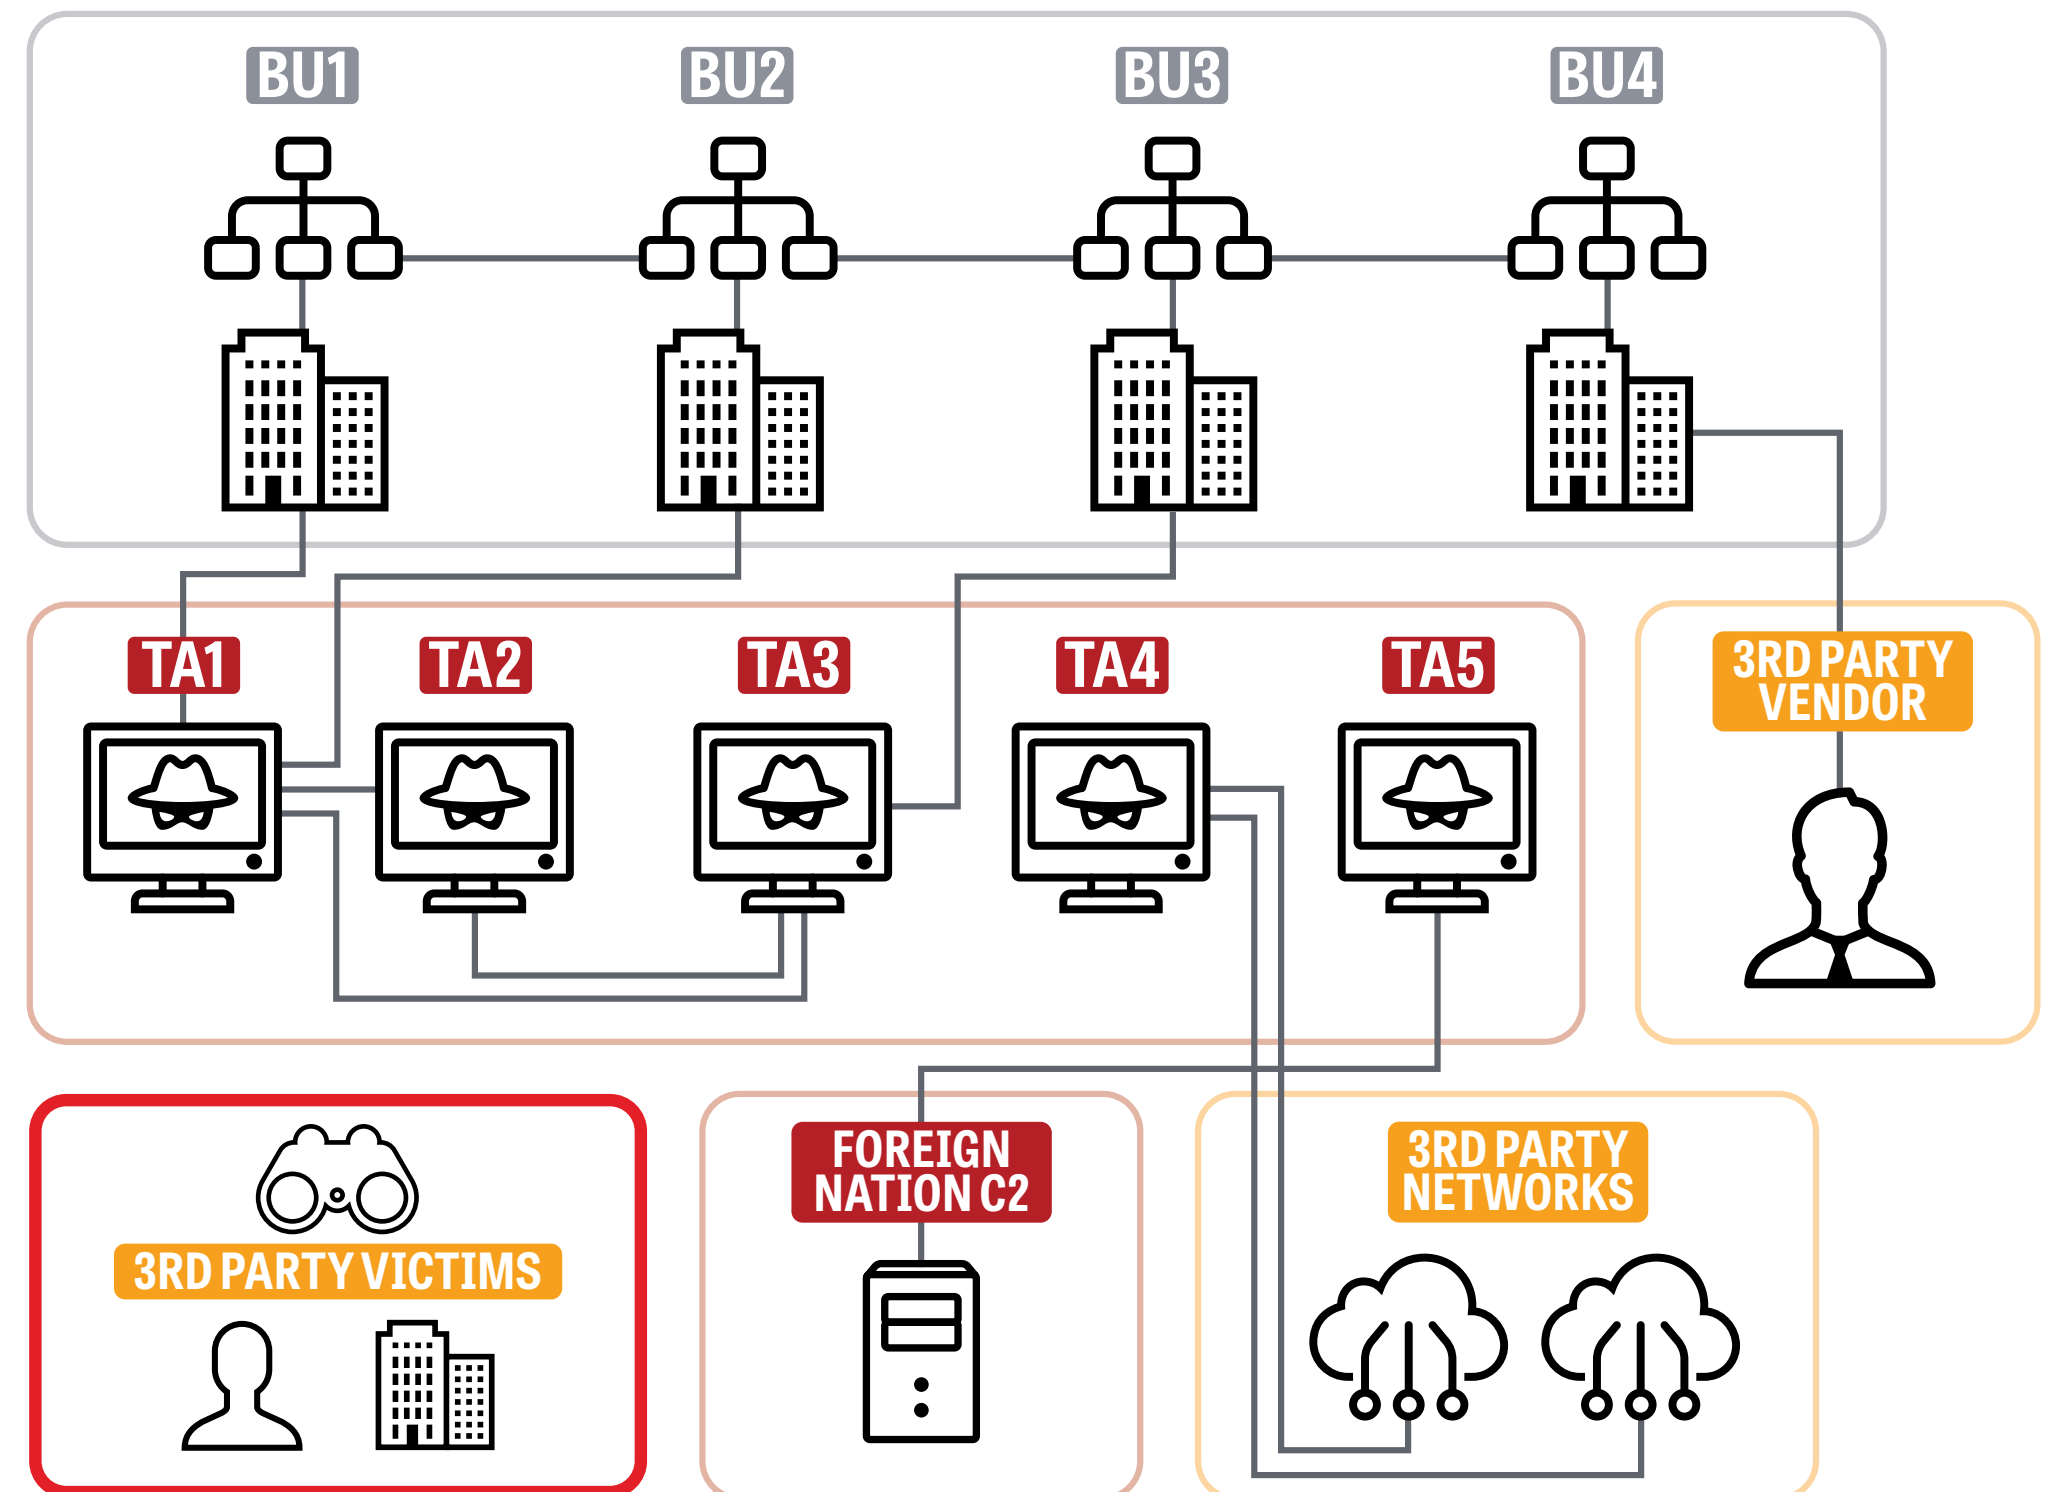 BU1
BU2
BU3
BU4
TA1
TA2
TA3
TA4
TA5
3RD PARTY
VENDOR
3RD PARTY VICTIMS
FOREIGN
NATION C2
3RD PARTY
NETWORKS